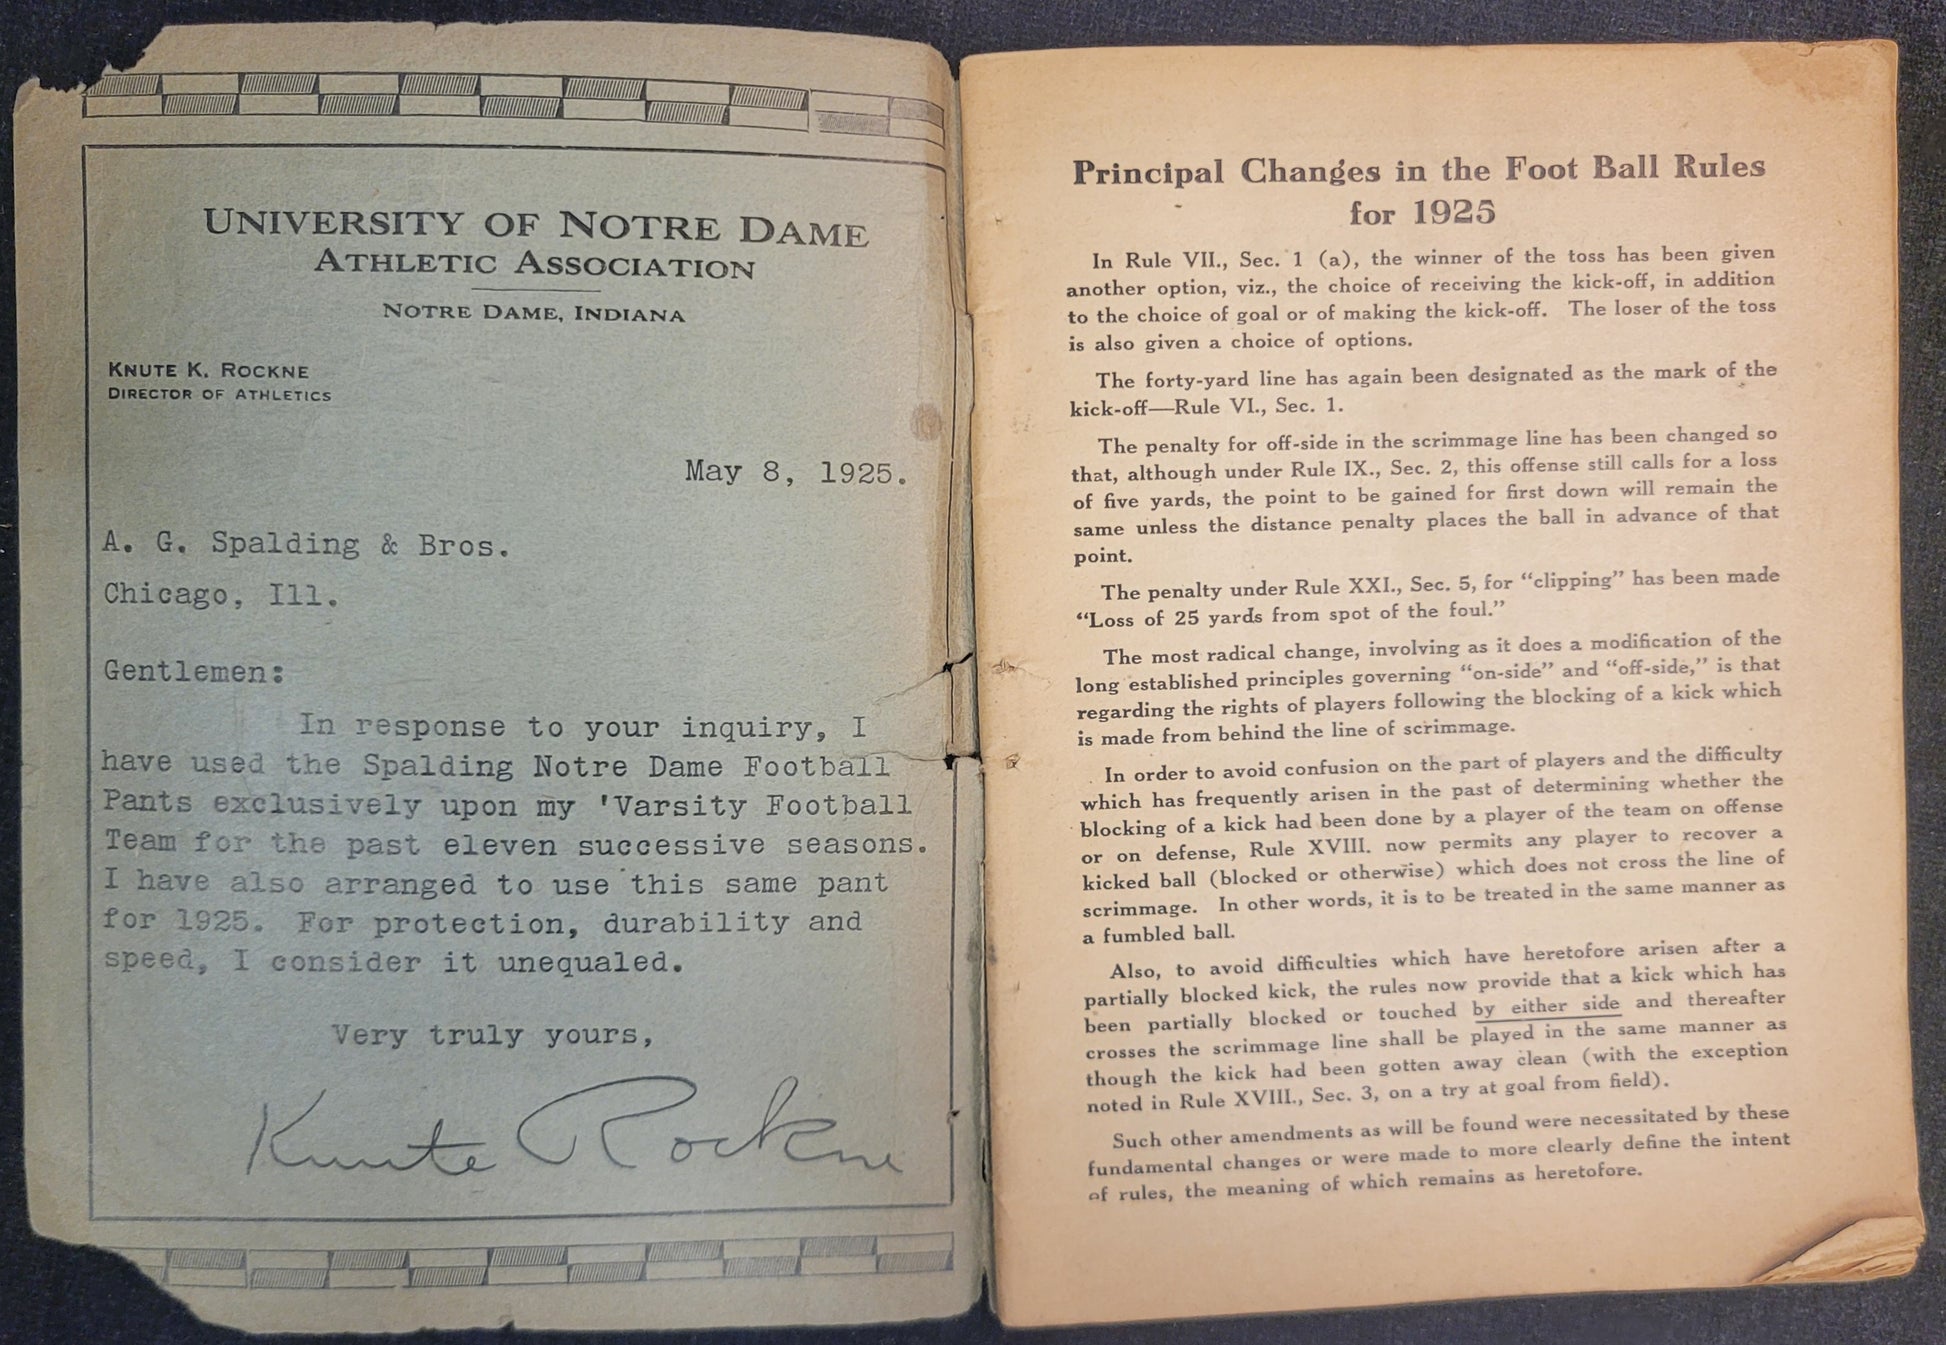 UNIVERSITY OF NOTRE DAME
ATHLETIC ASSOCIATION
NOTRE DAME, INDIANA
KNUTE K. ROCKNE
DIRECTOR OF ATHLETICS
May 8, 1925.
A. G. Spalding & Bros.
Chicago, Ill.
Gentlemen:
In response to your inquiry, I
have used the Spalding Notre Dame Football
Pants exclusively upon my 'Varsity Football
Team for the past eleven successive seasons.
I have also arranged to use this same pant
for 1925. For protection, durability and
speed, I consider it unequaled.
Very truly yours,
Knute Rockne
Principal Changes in the Foot Ball Rules
for 1925
In Rule VII., Sec. 1 (a), the winner of the toss has been given
another option, viz., the choice of receiving the kick-off, in addition
to the choice of goal or of making the kick-off. The loser of the toss
is also given a choice of options.
The forty-yard line has again been designated as the mark of the
kick-off—Rule VI., Sec. 1.
The penalty for off-side in the scrimmage line has been changed so
that, although under Rule IX., Sec. 2, this offense still calls for a loss
of five yards, the point to be gained for first down will remain the
same unless the distance penalty places the ball in advance of that
point.
The penalty under Rule XXI., Sec. 5, for “clipping” has been made
“Loss of 25 yards from spot of the foul.”
The most radical change, involving as it does a modification of the
long established principles governing “on-side” and “off-side,” is that
regarding the rights of players following the blocking of a kick which
is made from behind the line of scrimmage.
In order to avoid confusion on the part of players and the difficulty
which has frequently arisen in the past of determining whether the
blocking of a kick had been done by a player of the team on offense
or on defense, Rule XVIII. now permits any player to recover a
kicked ball (blocked or otherwise) which does not cross the line of
scrimmage. In other words, it is to be treated in the same manner as
a fumbled ball.
Also, to avoid difficulties which have heretofore arisen after a
partially blocked kick, the rules now provide that a kick which has
been partially blocked or touched by either side and thereafter
crosses the scrimmage line shall be played in the same manner as
though the kick had been gotten away clean (with the exception
noted in Rule XVIII., Sec. 3, on a try at goal from field).
Such other amendments as will be found were necessitated by these
fundamental changes or were made to more clearly define the intent
of rules, the meaning of which remains as heretofore.